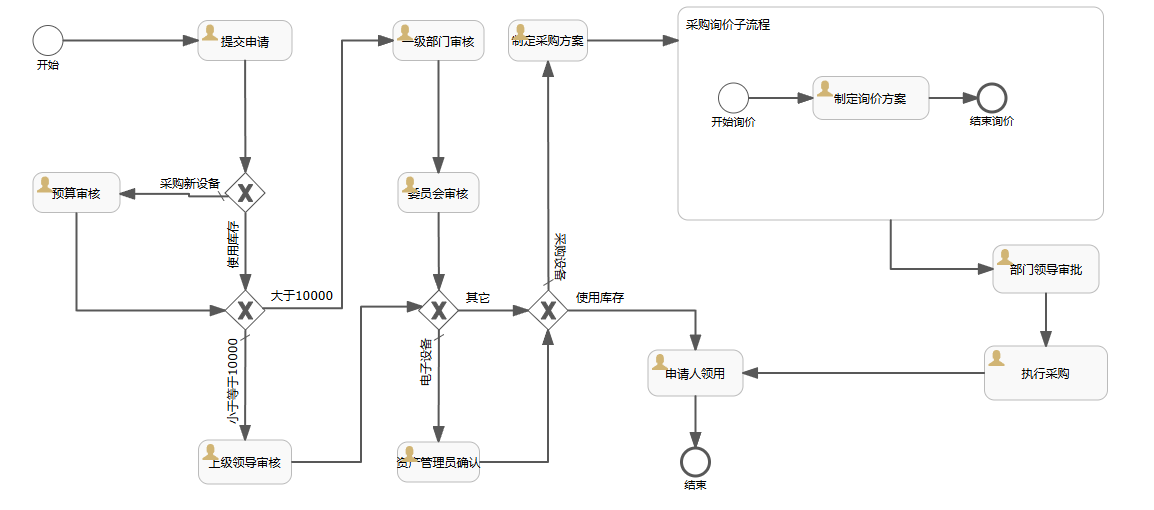 采购询价子流程
提交申请
一级部门审核
制定采购方案
开始
制定询价方案
开始询价
结束询价
采购新设备
预算审核
委员会审核
使用库存
采购设备
部门领导审批
大于10000
其它
使用库存
小于等于10000
电子设备
申请人领用
执行采购
上级领导审核
资产管理员确认
结束